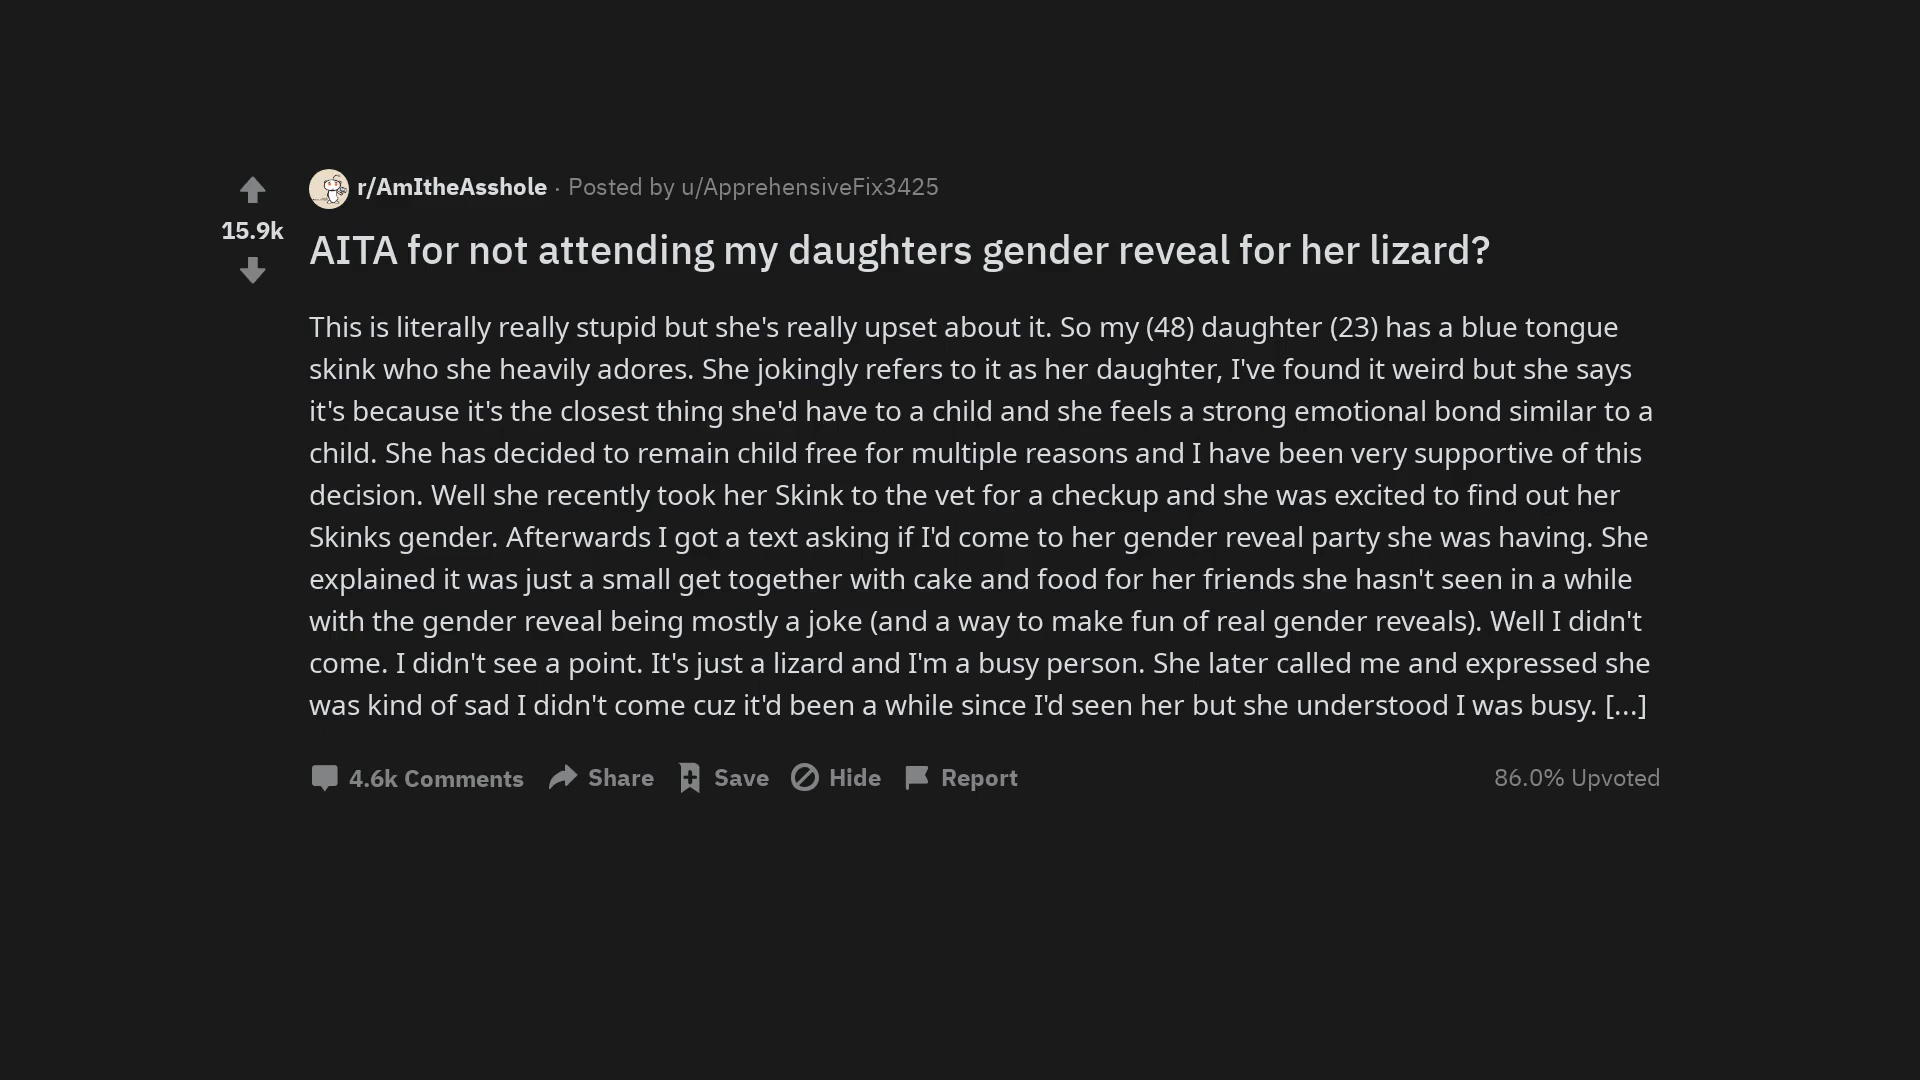 r/AmItheAsshole · Posted by u/ApprehensiveFix3425
15.9k
AITA for not attending my daughters gender reveal for her lizard?
This is literally really stupid but she's really upset about it. So my (48) daughter (23) has a blue tongue
skink who she heavily adores. She jokingly refers to it as her daughter, I've found it weird but she says
it's because it's the closest thing she'd have to a child and she feels a strong emotional bond similar to a
child. She has decided to remain child free for multiple reasons and I have been very supportive of this
decision. Well she recently took her Skink to the vet for a checkup and she was excited to find out her
Skinks gender. Afterwards I got a text asking if I'd come to her gender reveal party she was having. She
explained it was just a small get together with cake and food for her friends she hasn't seen in a while
with the gender reveal being mostly a joke (and a way to make fun of real gender reveals). Well I didn't
come. I didn't see a point. It's just a lizard and I'm a busy person. She later called me and expressed she
was kind of sad I didn't come cuz it'd been a while since I'd seen her but she understood I was busy. [...]
4.6k Comments Share Save Hide Report 86.0% Upvoted